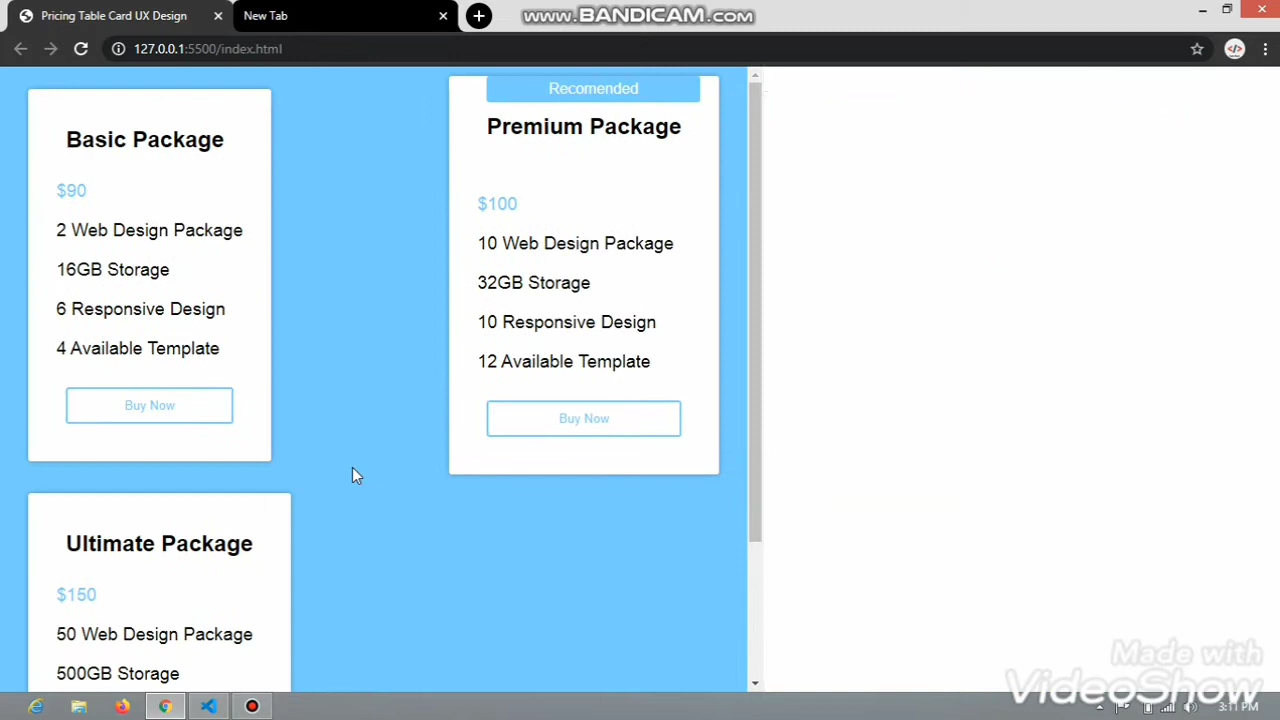 Pricing Table Card UX Design
New Tab
WWW.BANDICAM.COM
127.0.0.1:5500/index.html
Basic Package
$90
2 Web Design Package
16GB Storage
6 Responsive Design
4 Available Template
Buy Now
Recomended
Premium Package
$100
10 Web Design Package
32GB Storage
10 Responsive Design
12 Available Template
Buy Now
Ultimate Package
$150
50 Web Design Package
500GB Storage
Made with
VideoShow
3:11 PM